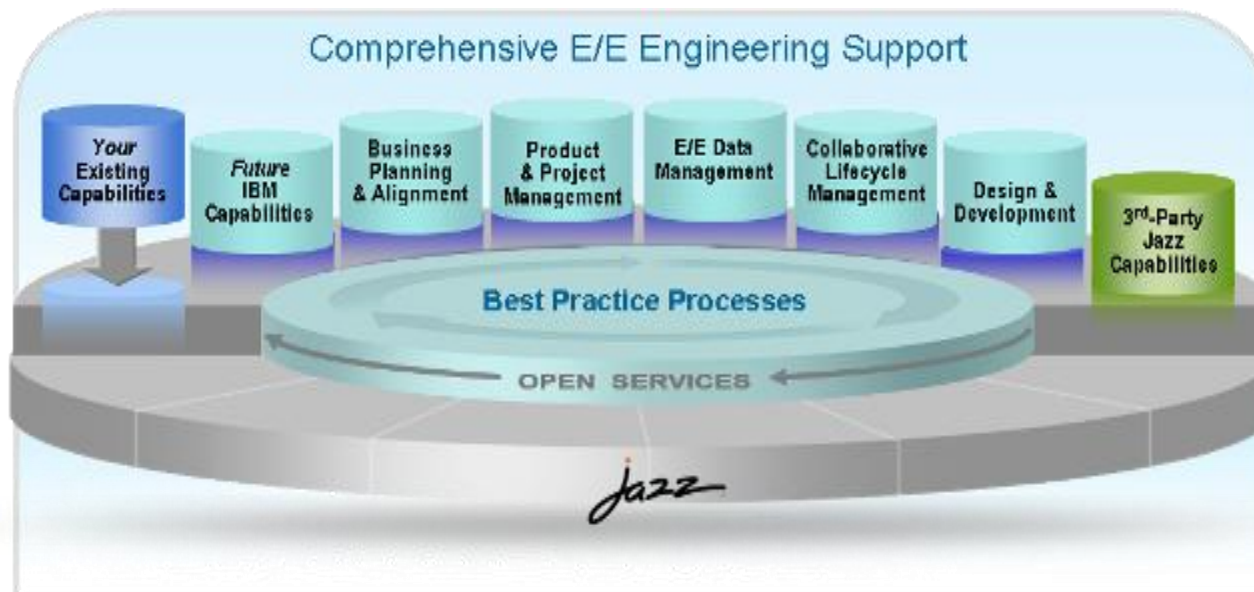 Comprehensive E/E Engineering Support
Your
Existing
Capabilities
Future
IBM
Capabilities
Business
Planning
& Alignment
Product
& Project
Management
E/E Data
Management
Collaborative
Lifecycle
Management
Design &
Development
3rd-Party
Jazz
Capabilities
Best Practice Processes
OPEN SERVICES
jazz